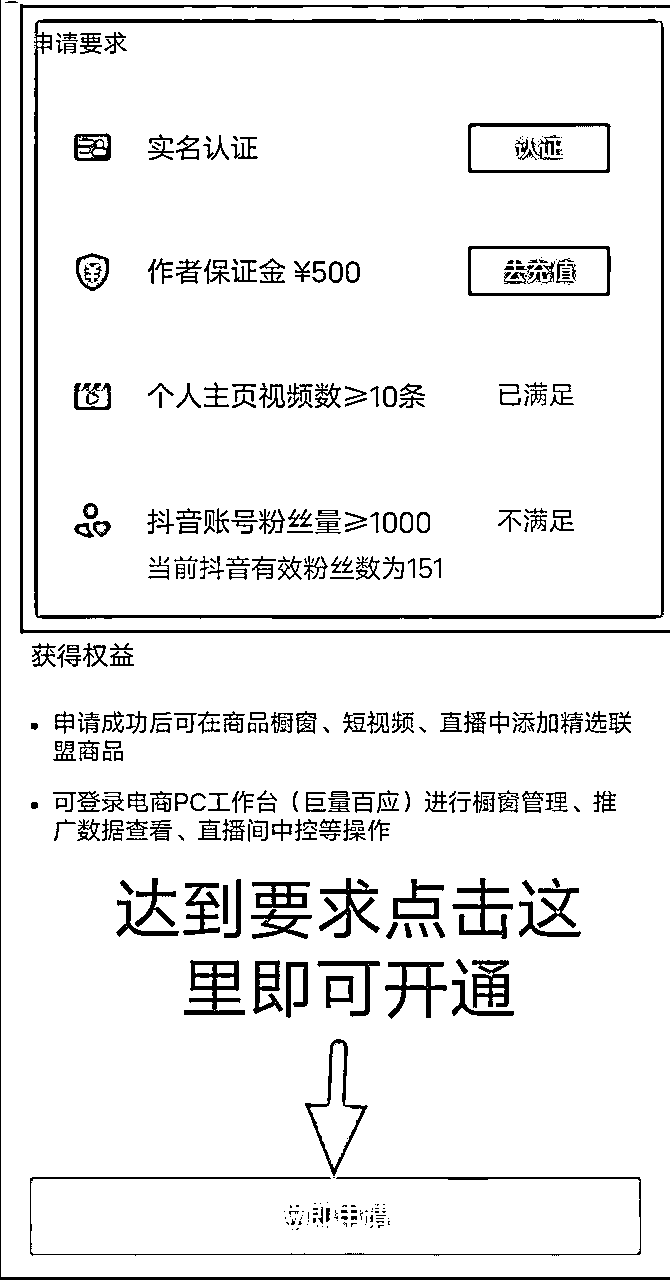 申请要求
实名认证 认证
作者保证金 ¥500 去充值
个人主页视频数≥10条 已满足
抖音账号粉丝量≥1000 不满足
当前抖音有效粉丝数为151
获得权益
• 申请成功后可在商品橱窗、短视频、直播中添加精选联
盟商品
• 可登录电商PC工作台（巨量百应）进行橱窗管理、推
广数据查看、直播间中控等操作
达到要求点击这
里即可开通
立即申请